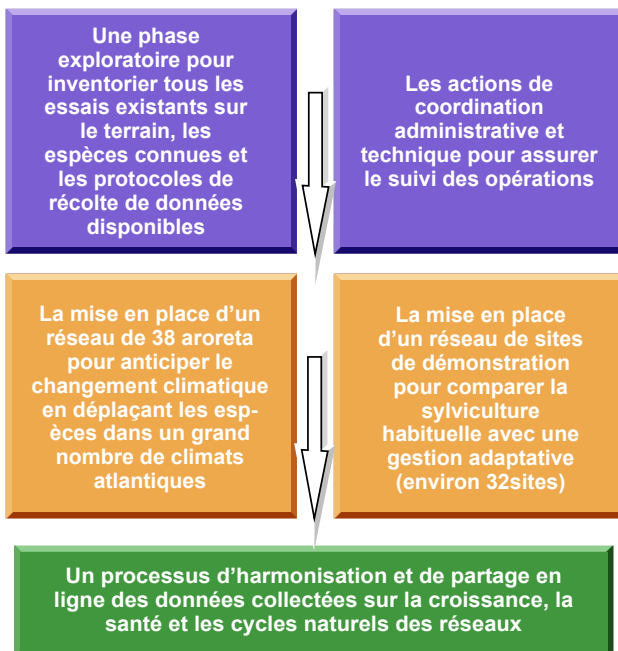 Une phase
exploratoire pour
inventorier tous les
essais existants sur
le terrain, les
espèces connues et
les protocoles de
récolte de données
disponibles
Les actions de
coordination
administrative et
technique pour assurer
le suivi des opérations
La mise en place d’un
réseau de 38 aroreta
pour anticiper le
changement climatique
en déplaçant les esp-
èces dans un grand
nombre de climats
atlantiques
La mise en place
d’un réseau de sites
de démonstration
pour comparer la
sylviculture
habituelle avec une
gestion adaptative
(environ 32sites)
Un processus d’harmonisation et de partage en
ligne des données collectées sur la croissance, la
santé et les cycles naturels des réseaux